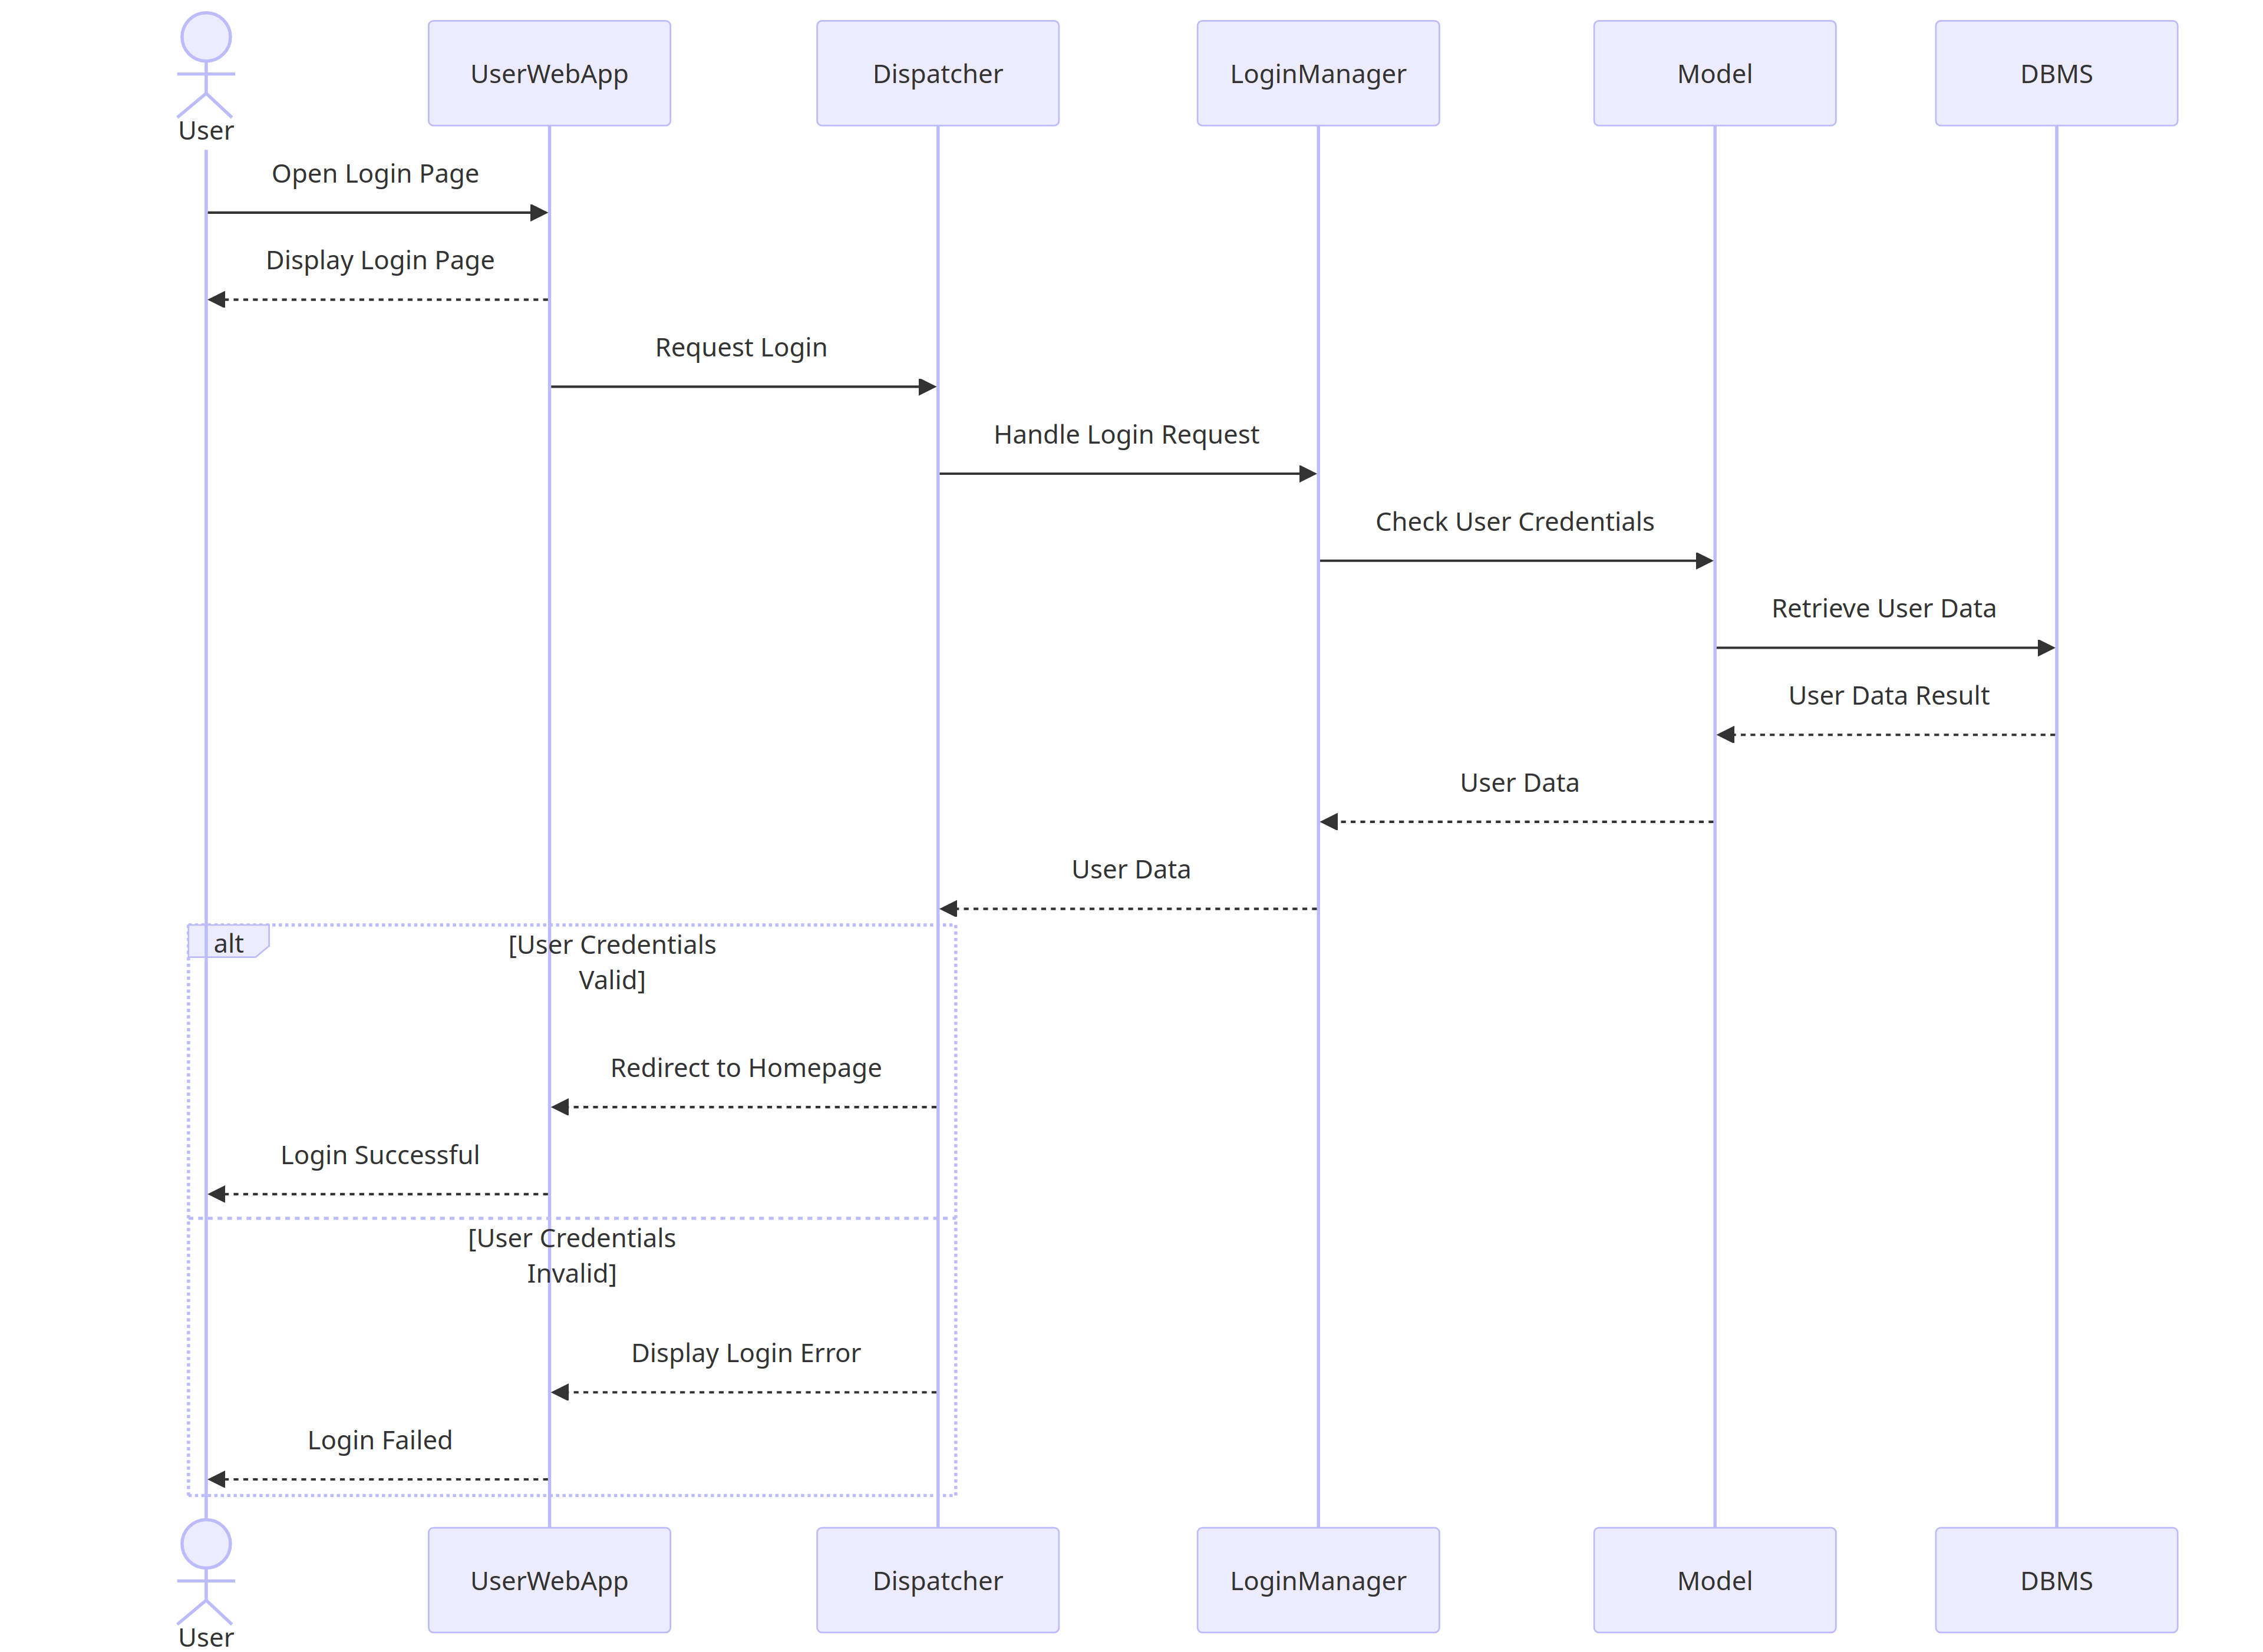 User
UserWebApp
Dispatcher
LoginManager
Model
DBMS
Open Login Page
Display Login Page
Request Login
Handle Login Request
Check User Credentials
Retrieve User Data
User Data Result
User Data
User Data
alt
[User Credentials
Valid]
Redirect to Homepage
Login Successful
[User Credentials
Invalid]
Display Login Error
Login Failed
User
UserWebApp
Dispatcher
LoginManager
Model
DBMS